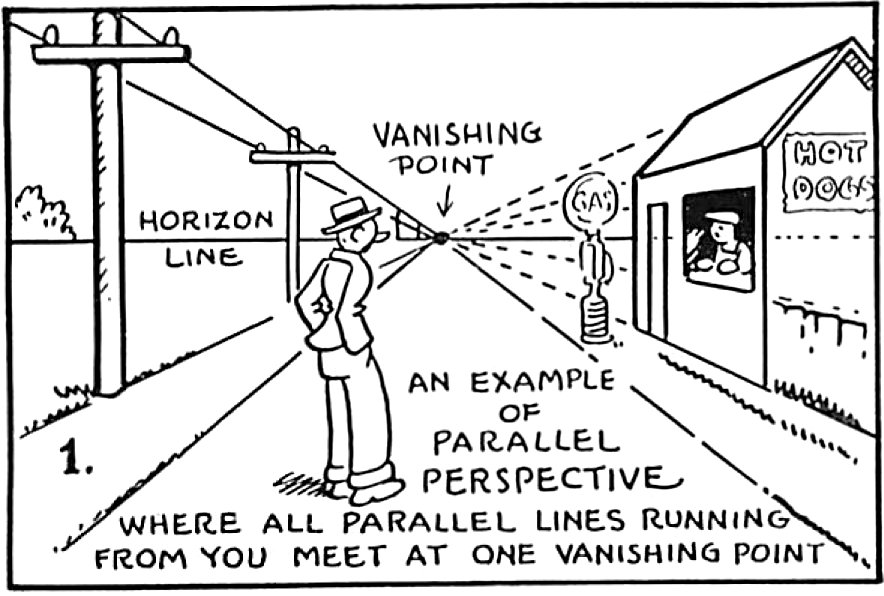 VANISHING
POINT
HORIZON
LINE
GAS
HOT
DOGS
AN EXAMPLE
OF
PARALLEL
PERSPECTIVE
1.
WHERE ALL PARALLEL LINES RUNNING
FROM YOU MEET AT ONE VANISHING POINT